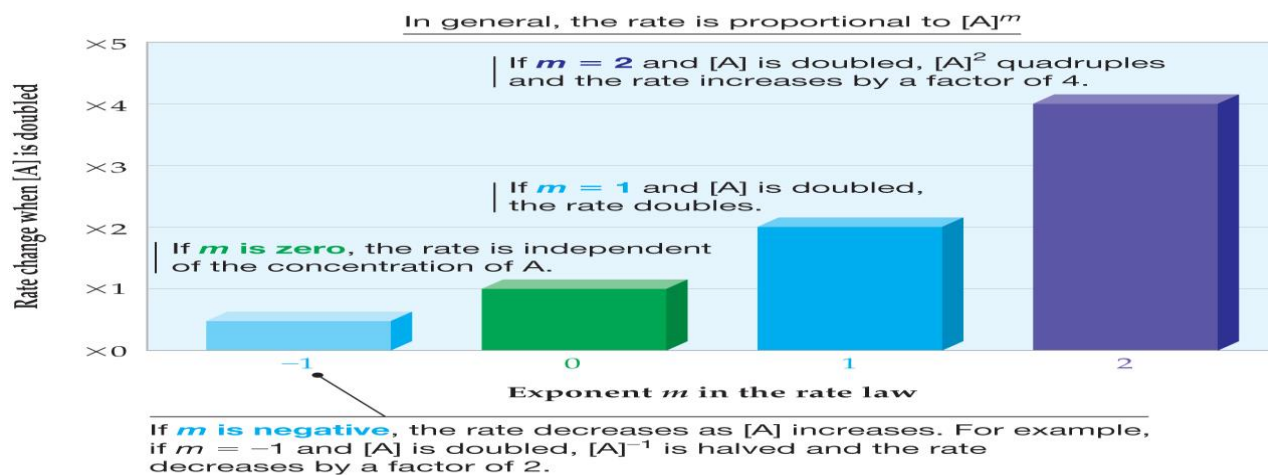 In general, the rate is proportional to [A]ᵐ
×5
If m = 2 and [A] is doubled, [A]² quadruples
and the rate increases by a factor of 4.
×4
×3
If m = 1 and [A] is doubled,
the rate doubles.
×2
If m is zero, the rate is independent
of the concentration of A.
×1
×0
Rate change when [A] is doubled
−1
0
1
2
Exponent m in the rate law
If m is negative, the rate decreases as [A] increases. For example,
if m = −1 and [A] is doubled, [A]⁻¹ is halved and the rate
decreases by a factor of 2.